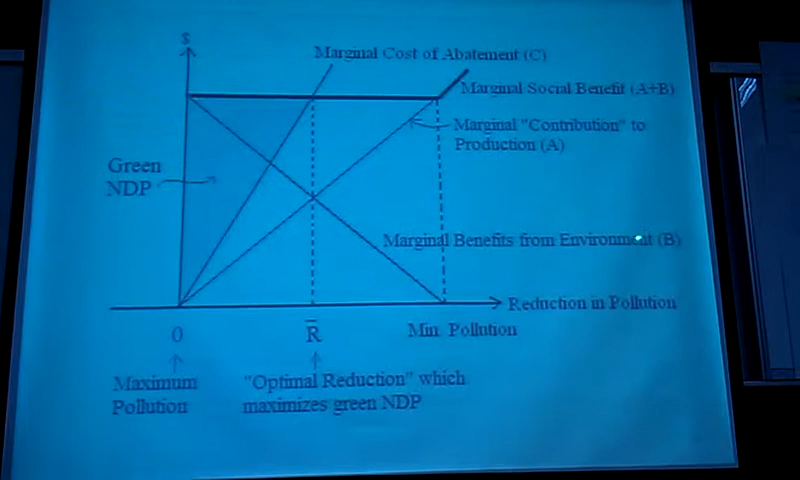 $
Marginal Cost of Abatement (C)
Marginal Social Benefit (A+B)
Marginal "Contribution" to
Production (A)
Green
NDP
Marginal Benefits from Environment (B)
Reduction in Pollution
0
R̅
Min. Pollution
Maximum
Pollution
"Optimal Reduction" which
maximizes green NDP